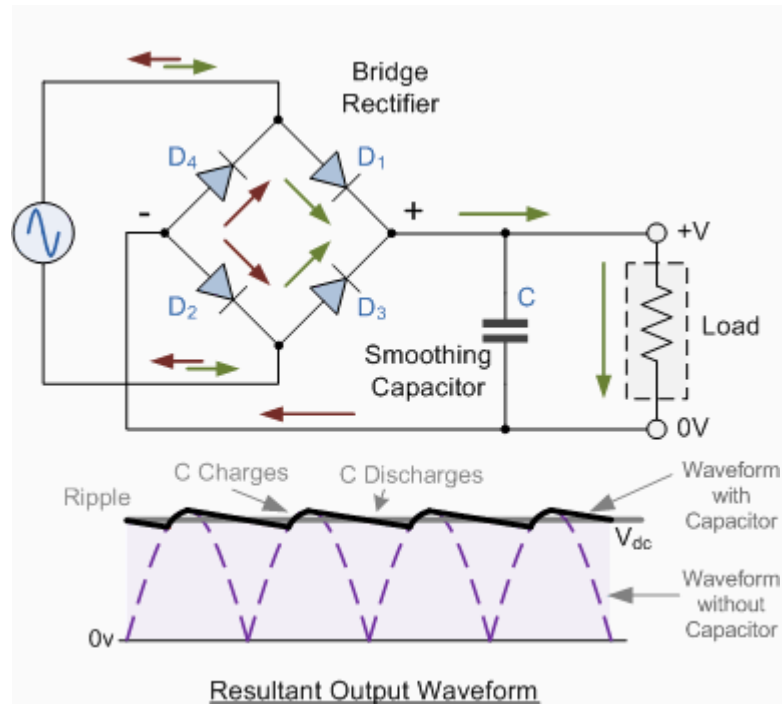 Bridge
Rectifier
D4
D1
-
+
+V
D2
D3
C
Load
Smoothing
Capacitor
0V
C Charges
C Discharges
Waveform
with
Capacitor
Ripple
Vdc
Waveform
without
Capacitor
0v
Resultant Output Waveform